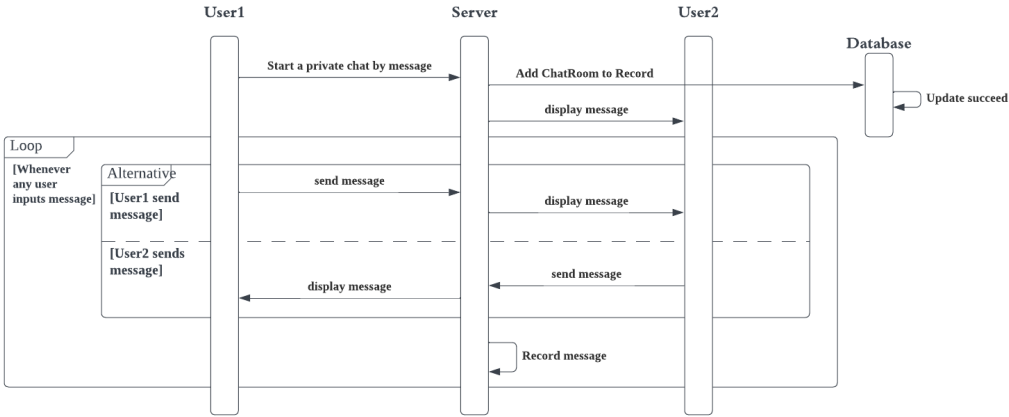 User1
Server
User2
Database
Start a private chat by message
Add ChatRoom to Record
Update succeed
display message
Loop
[Whenever
any user
inputs message]
Alternative
[User1 send
message]
send message
display message
[User2 sends
message]
send message
display message
Record message